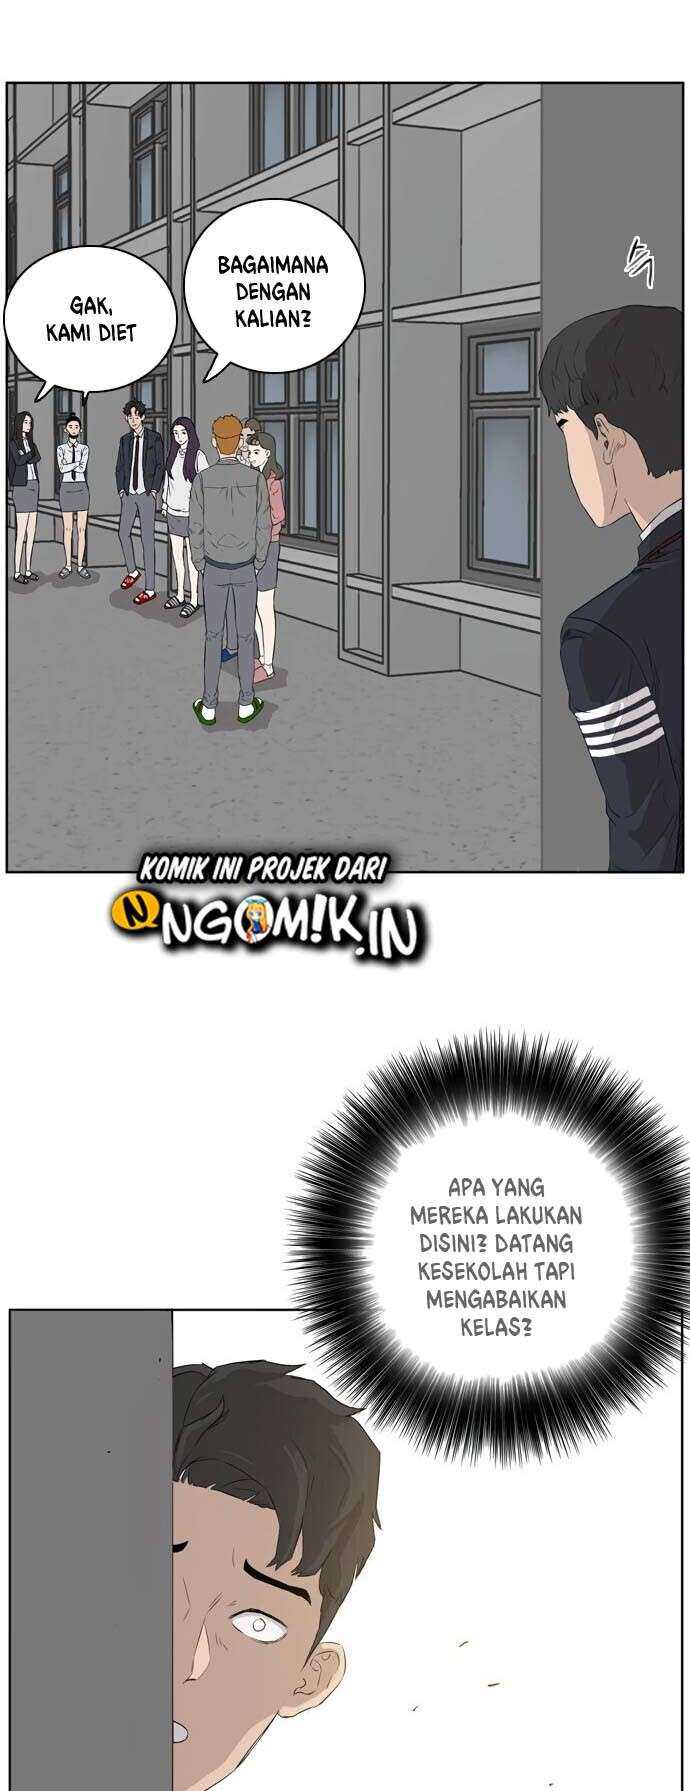 BAGAIMANA
DENGAN
KALIAN?
GAK,
KAMI DIET
KOMIK INI PROJEK DARI
N NGOMIK.IN
APA YANG
MEREKA LAKUKAN
DISINI? DATANG
KESEKOLAH TAPI
MENGABAIKAN
KELAS?